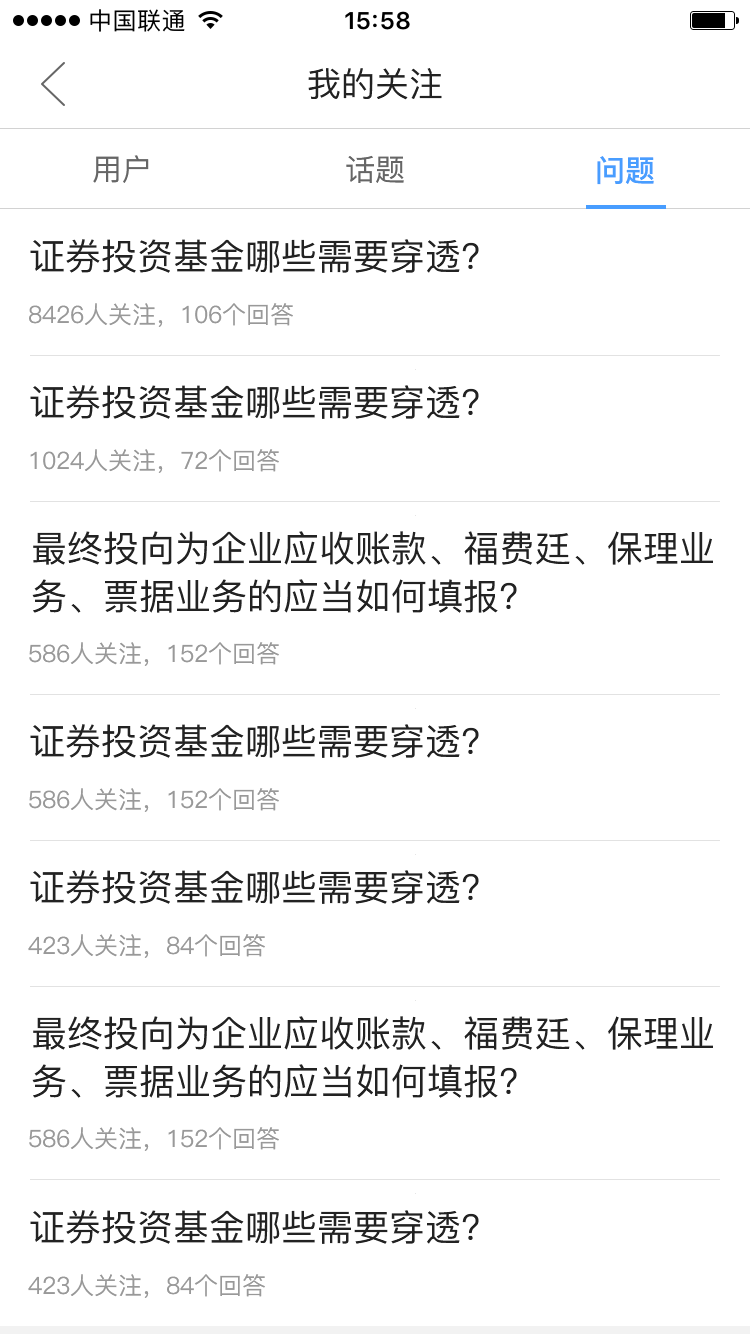 中国联通 15:58
我的关注
用户 话题 问题
证券投资基金哪些需要穿透?
8426人关注，106个回答
证券投资基金哪些需要穿透?
1024人关注，72个回答
最终投向为企业应收账款、福费廷、保理业
务、票据业务的应当如何填报?
586人关注，152个回答
证券投资基金哪些需要穿透?
586人关注，152个回答
证券投资基金哪些需要穿透?
423人关注，84个回答
最终投向为企业应收账款、福费廷、保理业
务、票据业务的应当如何填报?
586人关注，152个回答
证券投资基金哪些需要穿透?
423人关注，84个回答